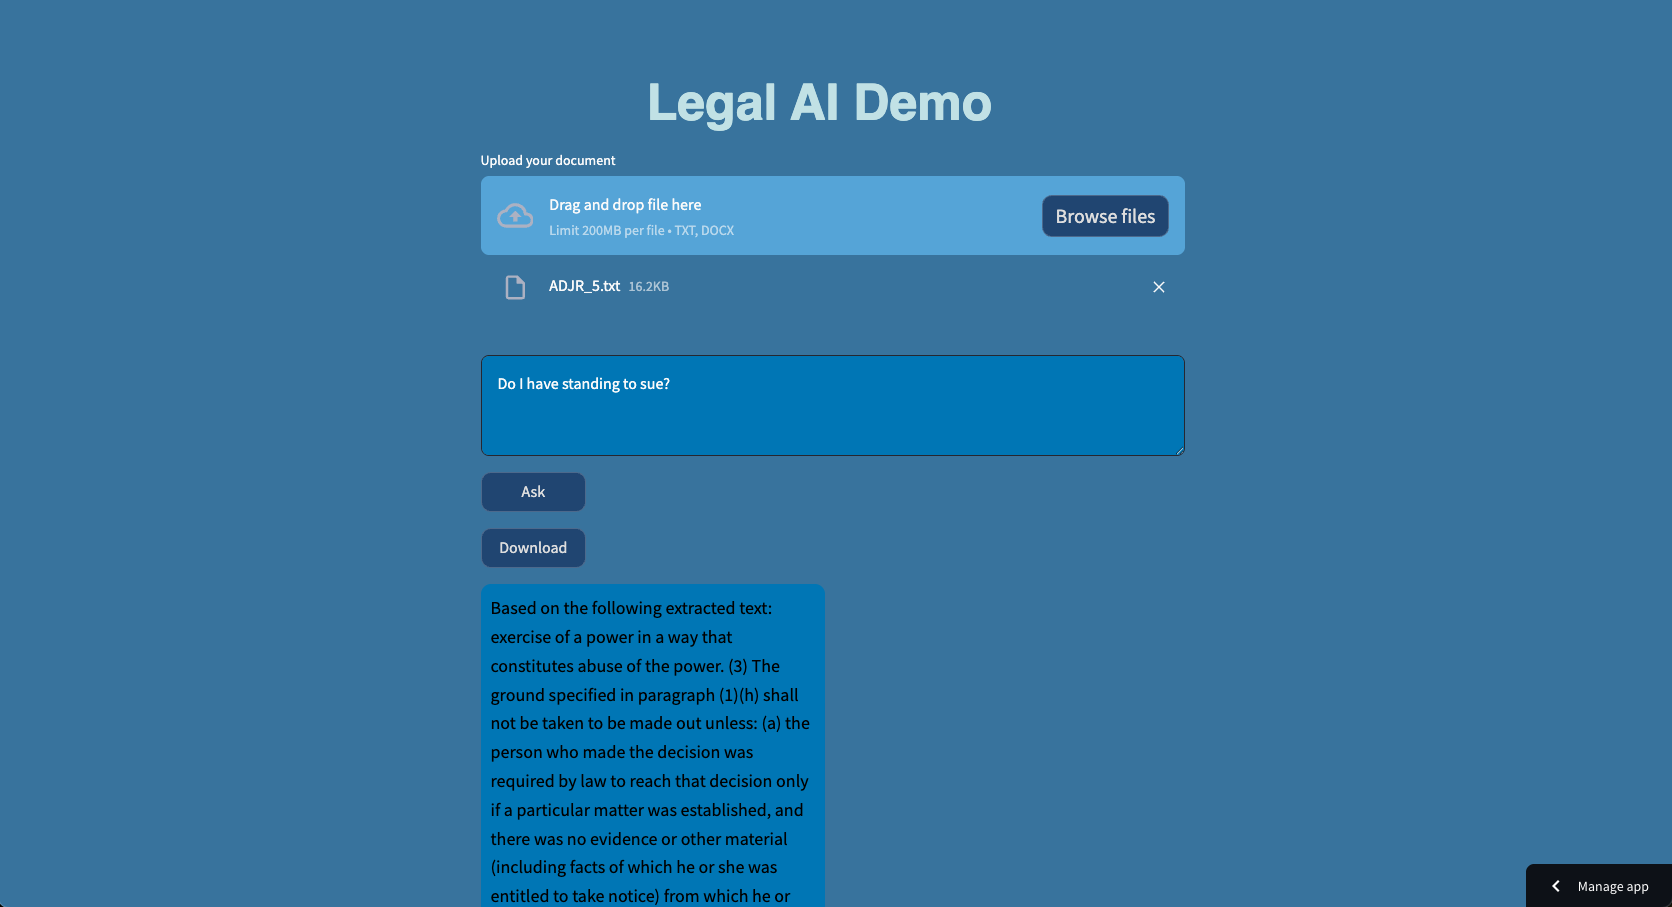 Legal AI Demo
Upload your document
Drag and drop file here
Limit 200MB per file • TXT, DOCX
Browse files
ADJR_5.txt 16.2KB
Do I have standing to sue?
Ask
Download
Based on the following extracted text:
exercise of a power in a way that
constitutes abuse of the power. (3) The
ground specified in paragraph (1)(h) shall
not be taken to be made out unless: (a) the
person who made the decision was
required by law to reach that decision only
if a particular matter was established, and
there was no evidence or other material
(including facts of which he or she was
entitled to take notice) from which he or
Manage app